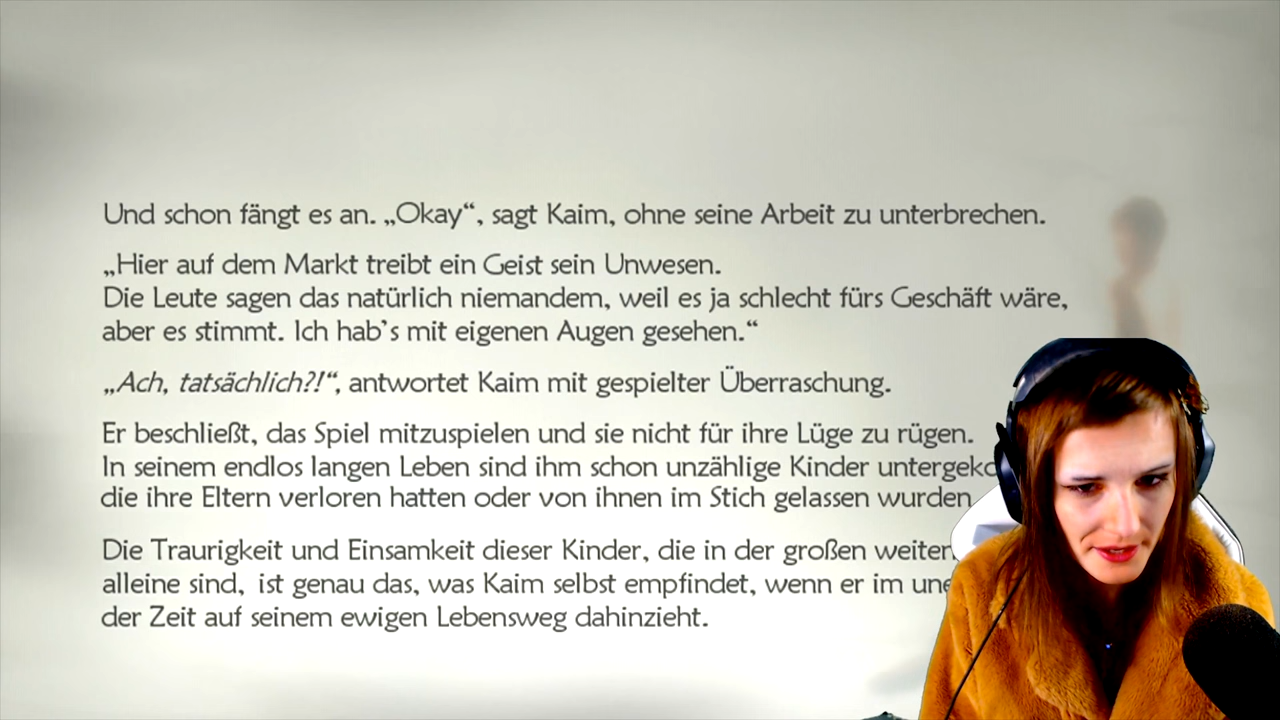 Und schon fängt es an. „Okay“, sagt Kaim, ohne seine Arbeit zu unterbrechen.
„Hier auf dem Markt treibt ein Geist sein Unwesen.
Die Leute sagen das natürlich niemandem, weil es ja schlecht fürs Geschäft wäre,
aber es stimmt. Ich hab’s mit eigenen Augen gesehen.“
„Ach, tatsächlich?!“, antwortet Kaim mit gespielter Überraschung.
Er beschließt, das Spiel mitzuspielen und sie nicht für ihre Lüge zu rügen.
In seinem endlos langen Leben sind ihm schon unzählige Kinder
die ihre Eltern verloren hatten oder von ihnen im Stich gelassen wurden
Die Traurigkeit und Einsamkeit dieser Kinder, die in der großen weiten
alleine sind, ist genau das, was Kaim selbst empfindet, wenn er im
der Zeit auf seinem ewigen Lebensweg dahinzieht.